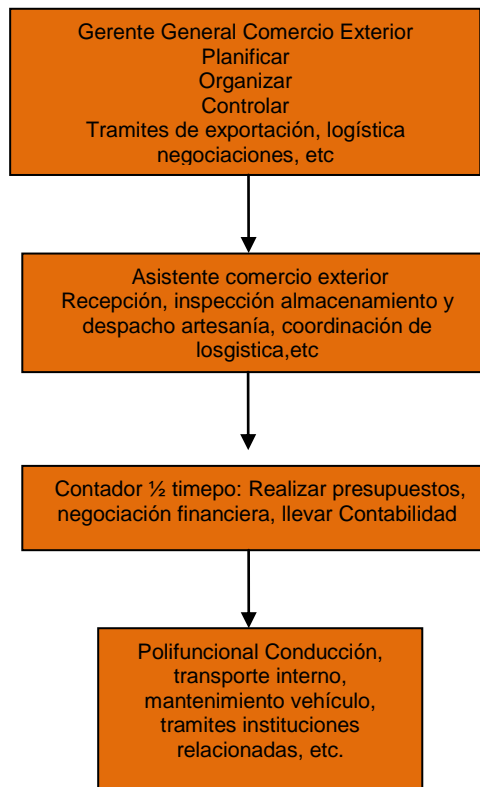 Gerente General Comercio Exterior
Planificar
Organizar
Controlar
Tramites de exportación, logística
negociaciones, etc
Asistente comercio exterior
Recepción, inspección almacenamiento y
despacho artesanía, coordinación de
losgistica,etc
Contador ½ timepo: Realizar presupuestos,
negociación financiera, llevar Contabilidad
Polifuncional Conducción,
transporte interno,
mantenimiento vehículo,
tramites instituciones
relacionadas, etc.